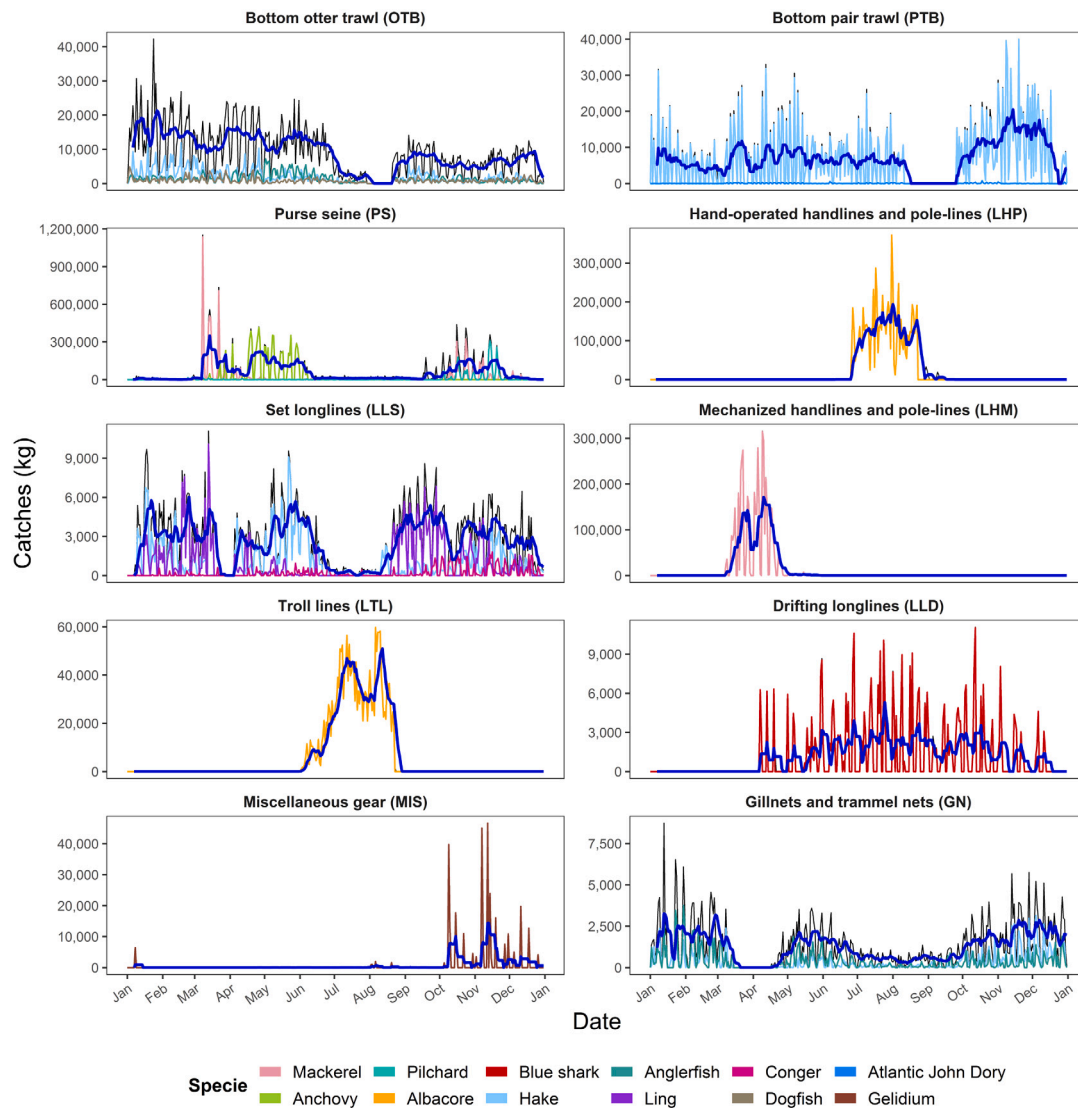 Bottom otter trawl (OTB)
40,000
30,000
20,000
10,000
0
Bottom pair trawl (PTB)
40,000
30,000
20,000
10,000
0
Purse seine (PS)
1,200,000
900,000
600,000
300,000
0
Hand-operated handlines and pole-lines (LHP)
300,000
200,000
100,000
0
Set longlines (LLS)
9,000
6,000
3,000
0
Mechanized handlines and pole-lines (LHM)
300,000
200,000
100,000
0
Catches (kg)
Troll lines (LTL)
60,000
40,000
20,000
0
Drifting longlines (LLD)
9,000
6,000
3,000
0
Miscellaneous gear (MIS)
40,000
30,000
20,000
10,000
0
Jan Feb Mar Apr May Jun Jul Aug Sep Oct Nov Dec Jan
Gillnets and trammel nets (GN)
7,500
5,000
2,500
0
Jan Feb Mar Apr May Jun Jul Aug Sep Oct Nov Dec Jan
Date
Specie
Mackerel Pilchard Blue shark Anglerfish Conger Atlantic John Dory
Anchovy Albacore Hake Ling Dogfish Gelidium